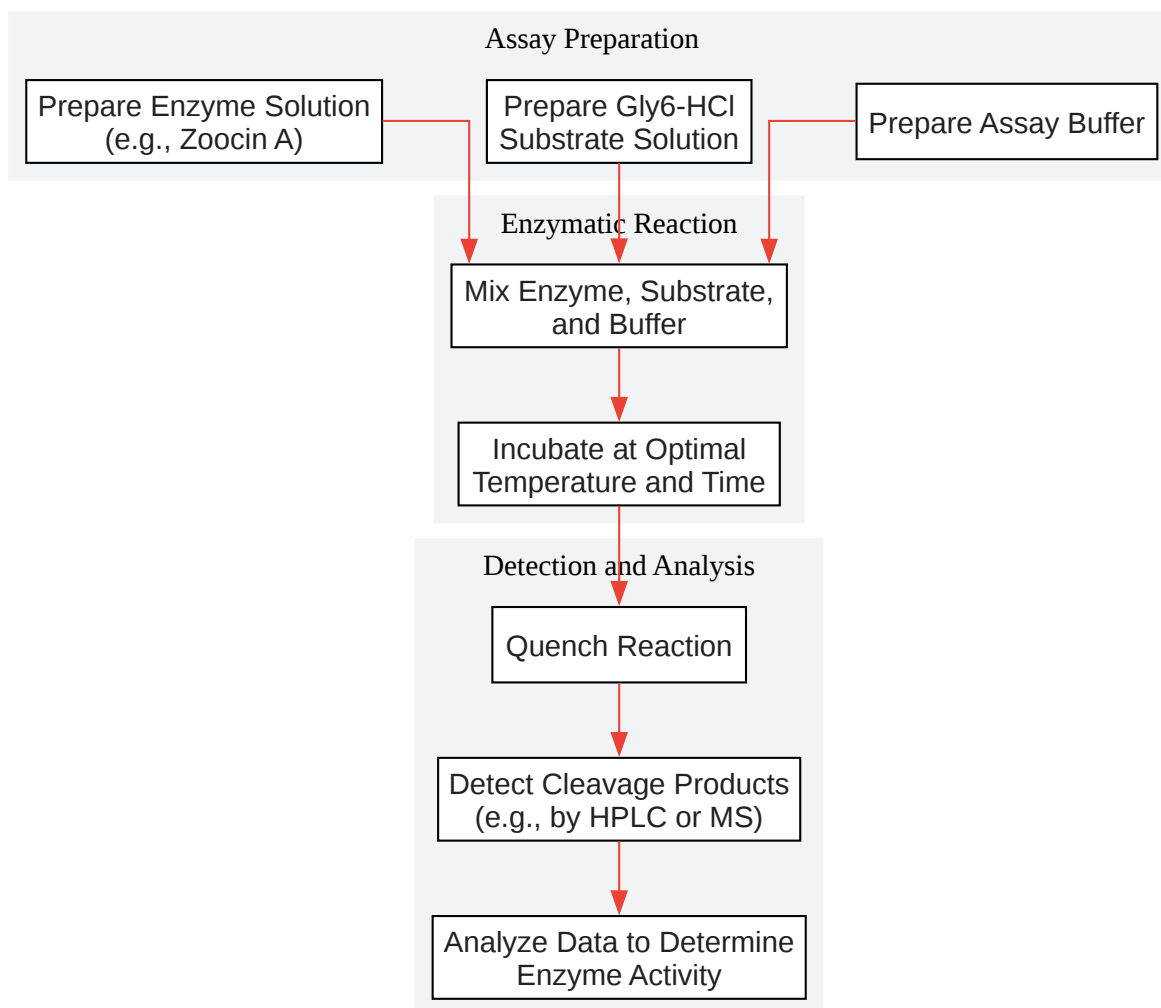 Assay Preparation
Prepare Enzyme Solution
(e.g., Zoocin A)
Prepare Gly6-HCl
Substrate Solution
Prepare Assay Buffer
Enzymatic Reaction
Mix Enzyme, Substrate,
and Buffer
Incubate at Optimal
Temperature and Time
Detection and Analysis
Quench Reaction
Detect Cleavage Products
(e.g., by HPLC or MS)
Analyze Data to Determine
Enzyme Activity